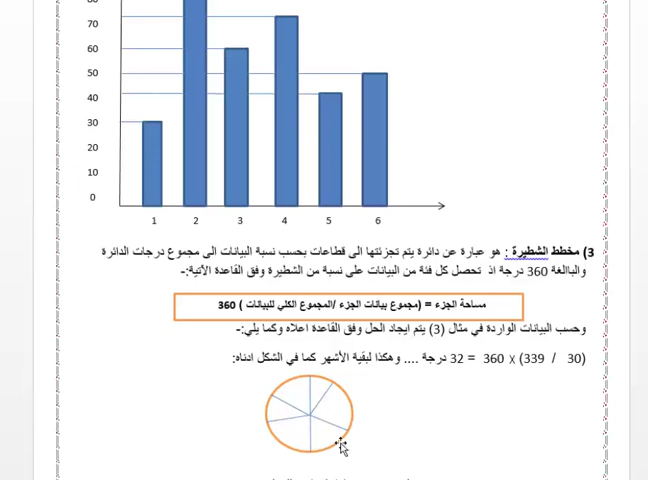 70
60
50
40
30
20
10
0
1 2 3 4 5 6
3) مخطط الشطيرة : هو عبارة عن دائرة يتم تجزئتها الى قطاعات بحسب نسبة البيانات الى مجموع درجات الدائرة
والباالغة 360 درجة اذ تحصل كل فئة من البيانات على نسبة من الشطيرة وفق القاعدة الآتية:-
مساحة الجزء = (مجموع بيانات الجزء /المجموع الكلي للبيانات ) 360
وحسب البيانات الواردة في مثال (3) يتم ايجاد الحل وفق القاعدة اعلاه وكما يلي:-
(30 / 339) x 360 = 32 درجة .... وهكذا لبقية الأشهر كما في الشكل ادناه: